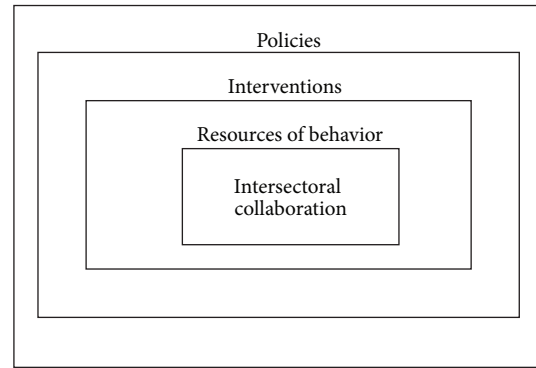 Policies
Interventions
Resources of behavior
Intersectoral
collaboration